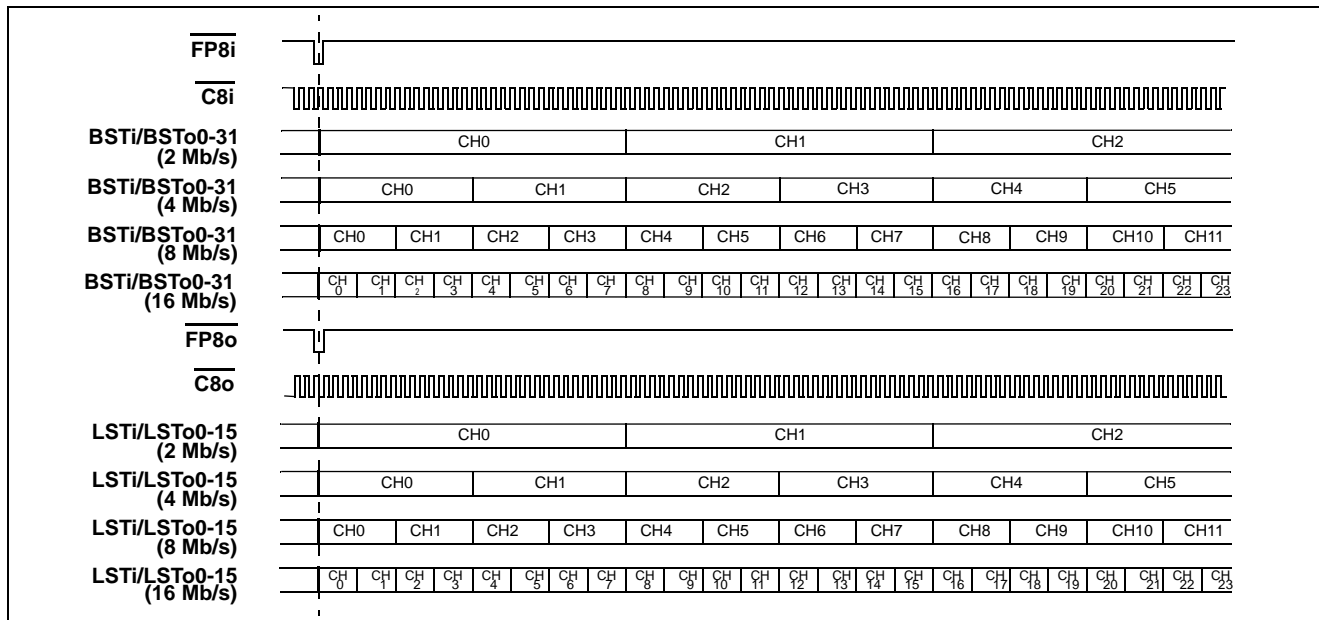 FP8i
C8i
BSTi/BSTo0-31
(2 Mb/s)
CH0 CH1 CH2
BSTi/BSTo0-31
(4 Mb/s)
CH0 CH1 CH2 CH3 CH4 CH5
BSTi/BSTo0-31
(8 Mb/s)
CH0 CH1 CH2 CH3 CH4 CH5 CH6 CH7 CH8 CH9 CH10 CH11
BSTi/BSTo0-31
(16 Mb/s)
CH CH CH CH CH CH CH CH CH CH CH CH CH CH CH CH CH CH CH CH CH CH CH CH
0 1 2 3 4 5 6 7 8 9 10 11 12 13 14 15 16 17 18 19 20 21 22 23
FP8o
C8o
LSTi/LSTo0-15
(2 Mb/s)
CH0 CH1 CH2
LSTi/LSTo0-15
(4 Mb/s)
CH0 CH1 CH2 CH3 CH4 CH5
LSTi/LSTo0-15
(8 Mb/s)
CH0 CH1 CH2 CH3 CH4 CH5 CH6 CH7 CH8 CH9 CH10 CH11
LSTi/LSTo0-15
(16 Mb/s)
CH CH CH CH CH CH CH CH CH CH CH CH CH CH CH CH CH CH CH CH CH CH CH CH
0 1 2 3 4 5 6 7 8 9 10 11 12 13 14 15 16 17 18 19 20 21 22 23